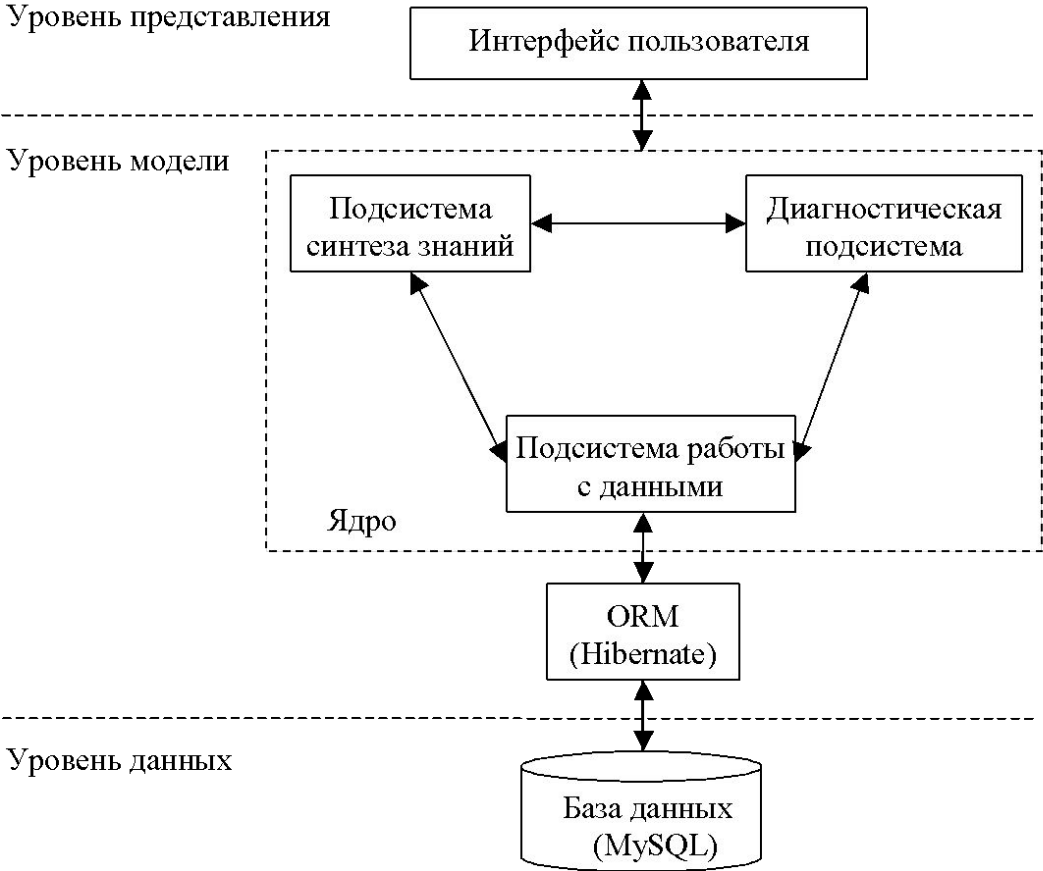 Уровень представления
Интерфейс пользователя
Уровень модели
Подсистема
синтеза знаний
Диагностическая
подсистема
Подсистема работы
с данными
Ядро
ORM
(Hibernate)
Уровень данных
База данных
(MySQL)